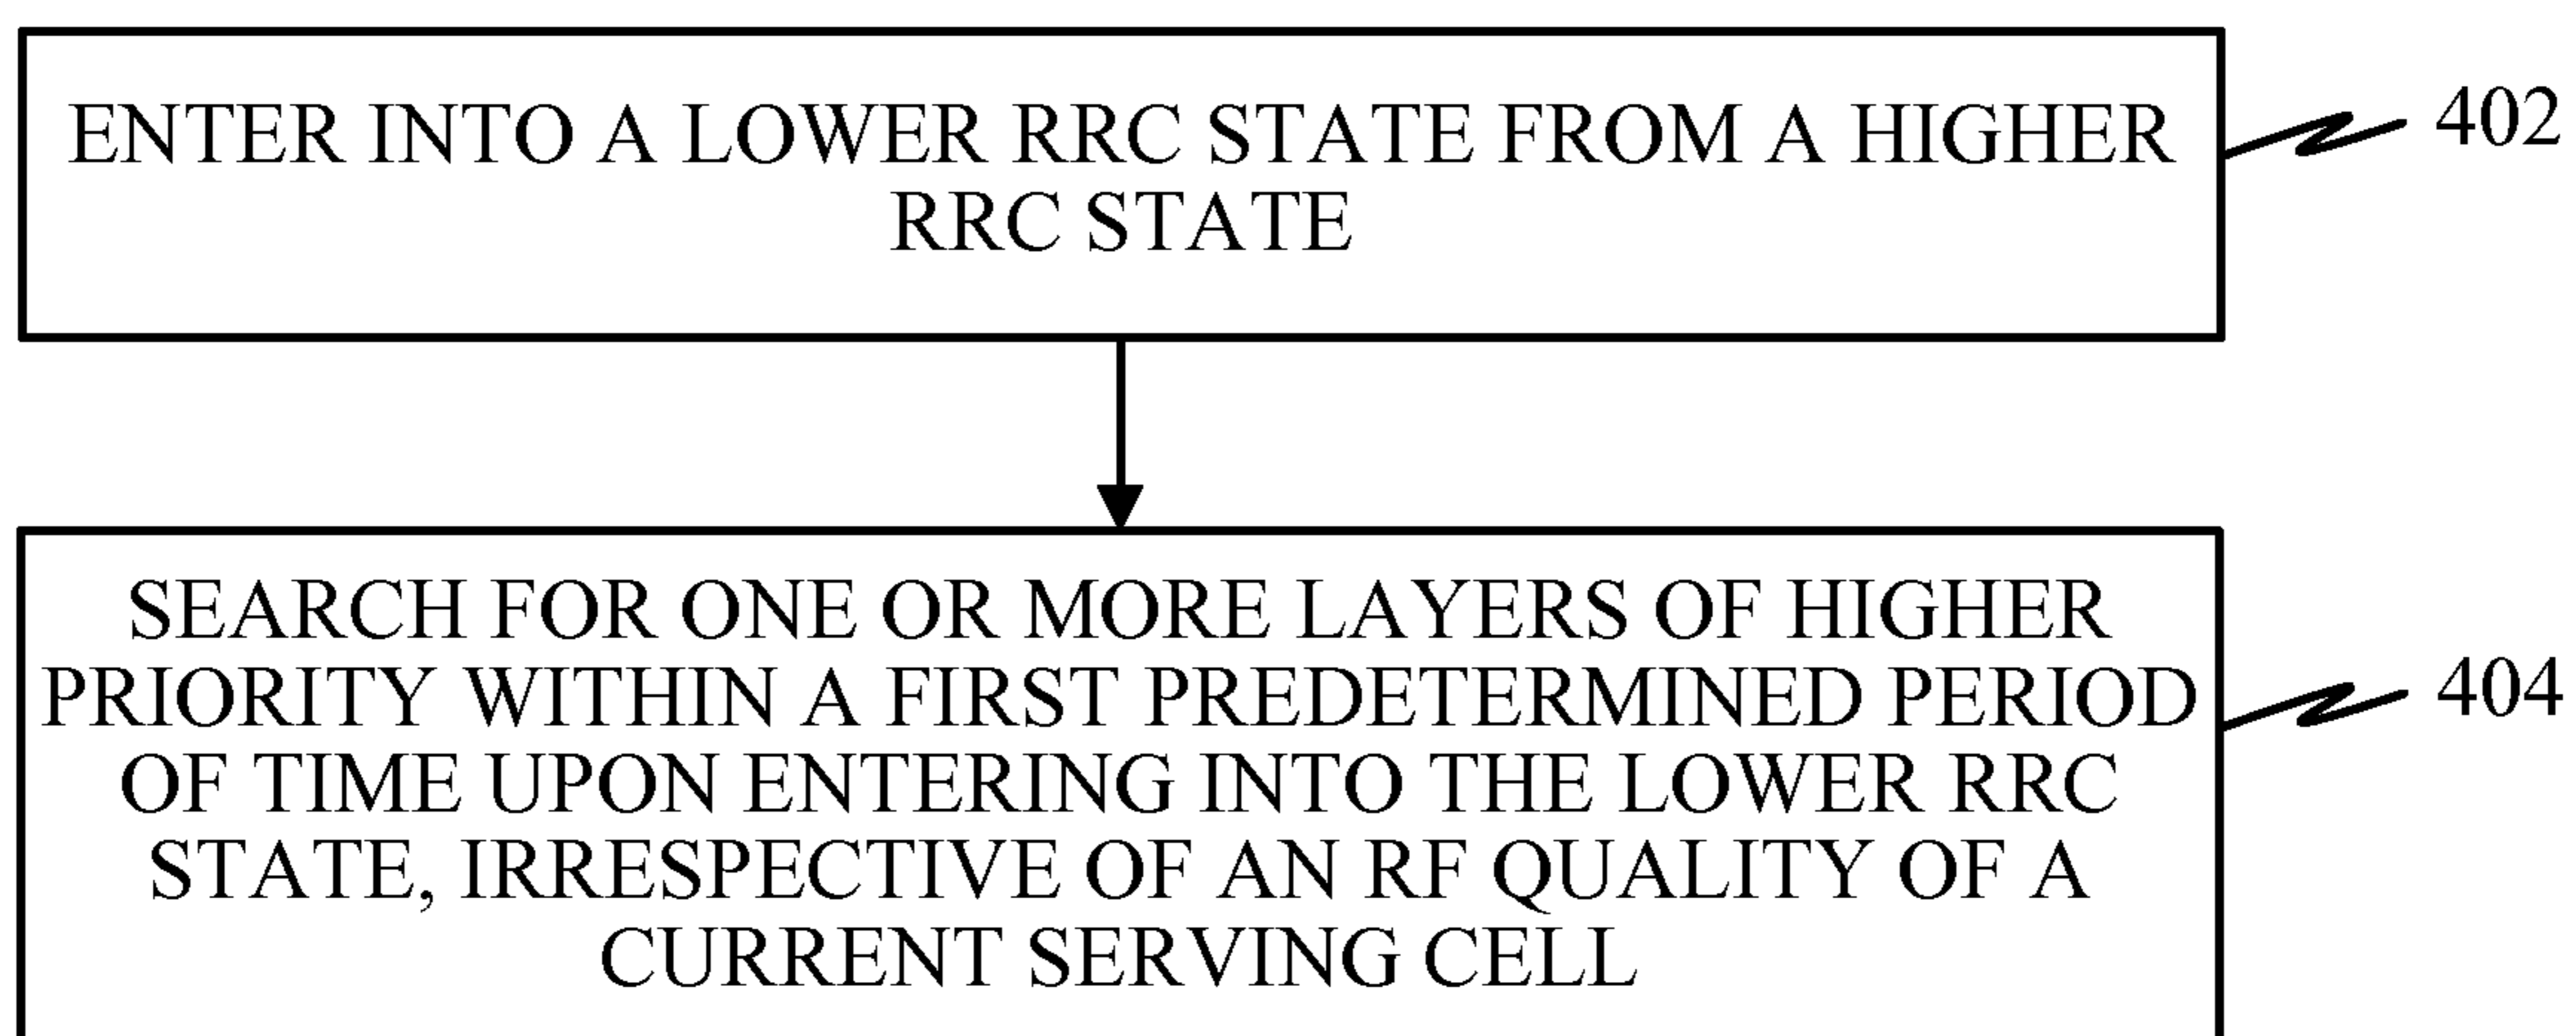 ENTER INTO A LOWER RRC STATE FROM A HIGHER
RRC STATE
402
SEARCH FOR ONE OR MORE LAYERS OF HIGHER
PRIORITY WITHIN A FIRST PREDETERMINED PERIOD
OF TIME UPON ENTERING INTO THE LOWER RRC
STATE, IRRESPECTIVE OF AN RF QUALITY OF A
CURRENT SERVING CELL
404